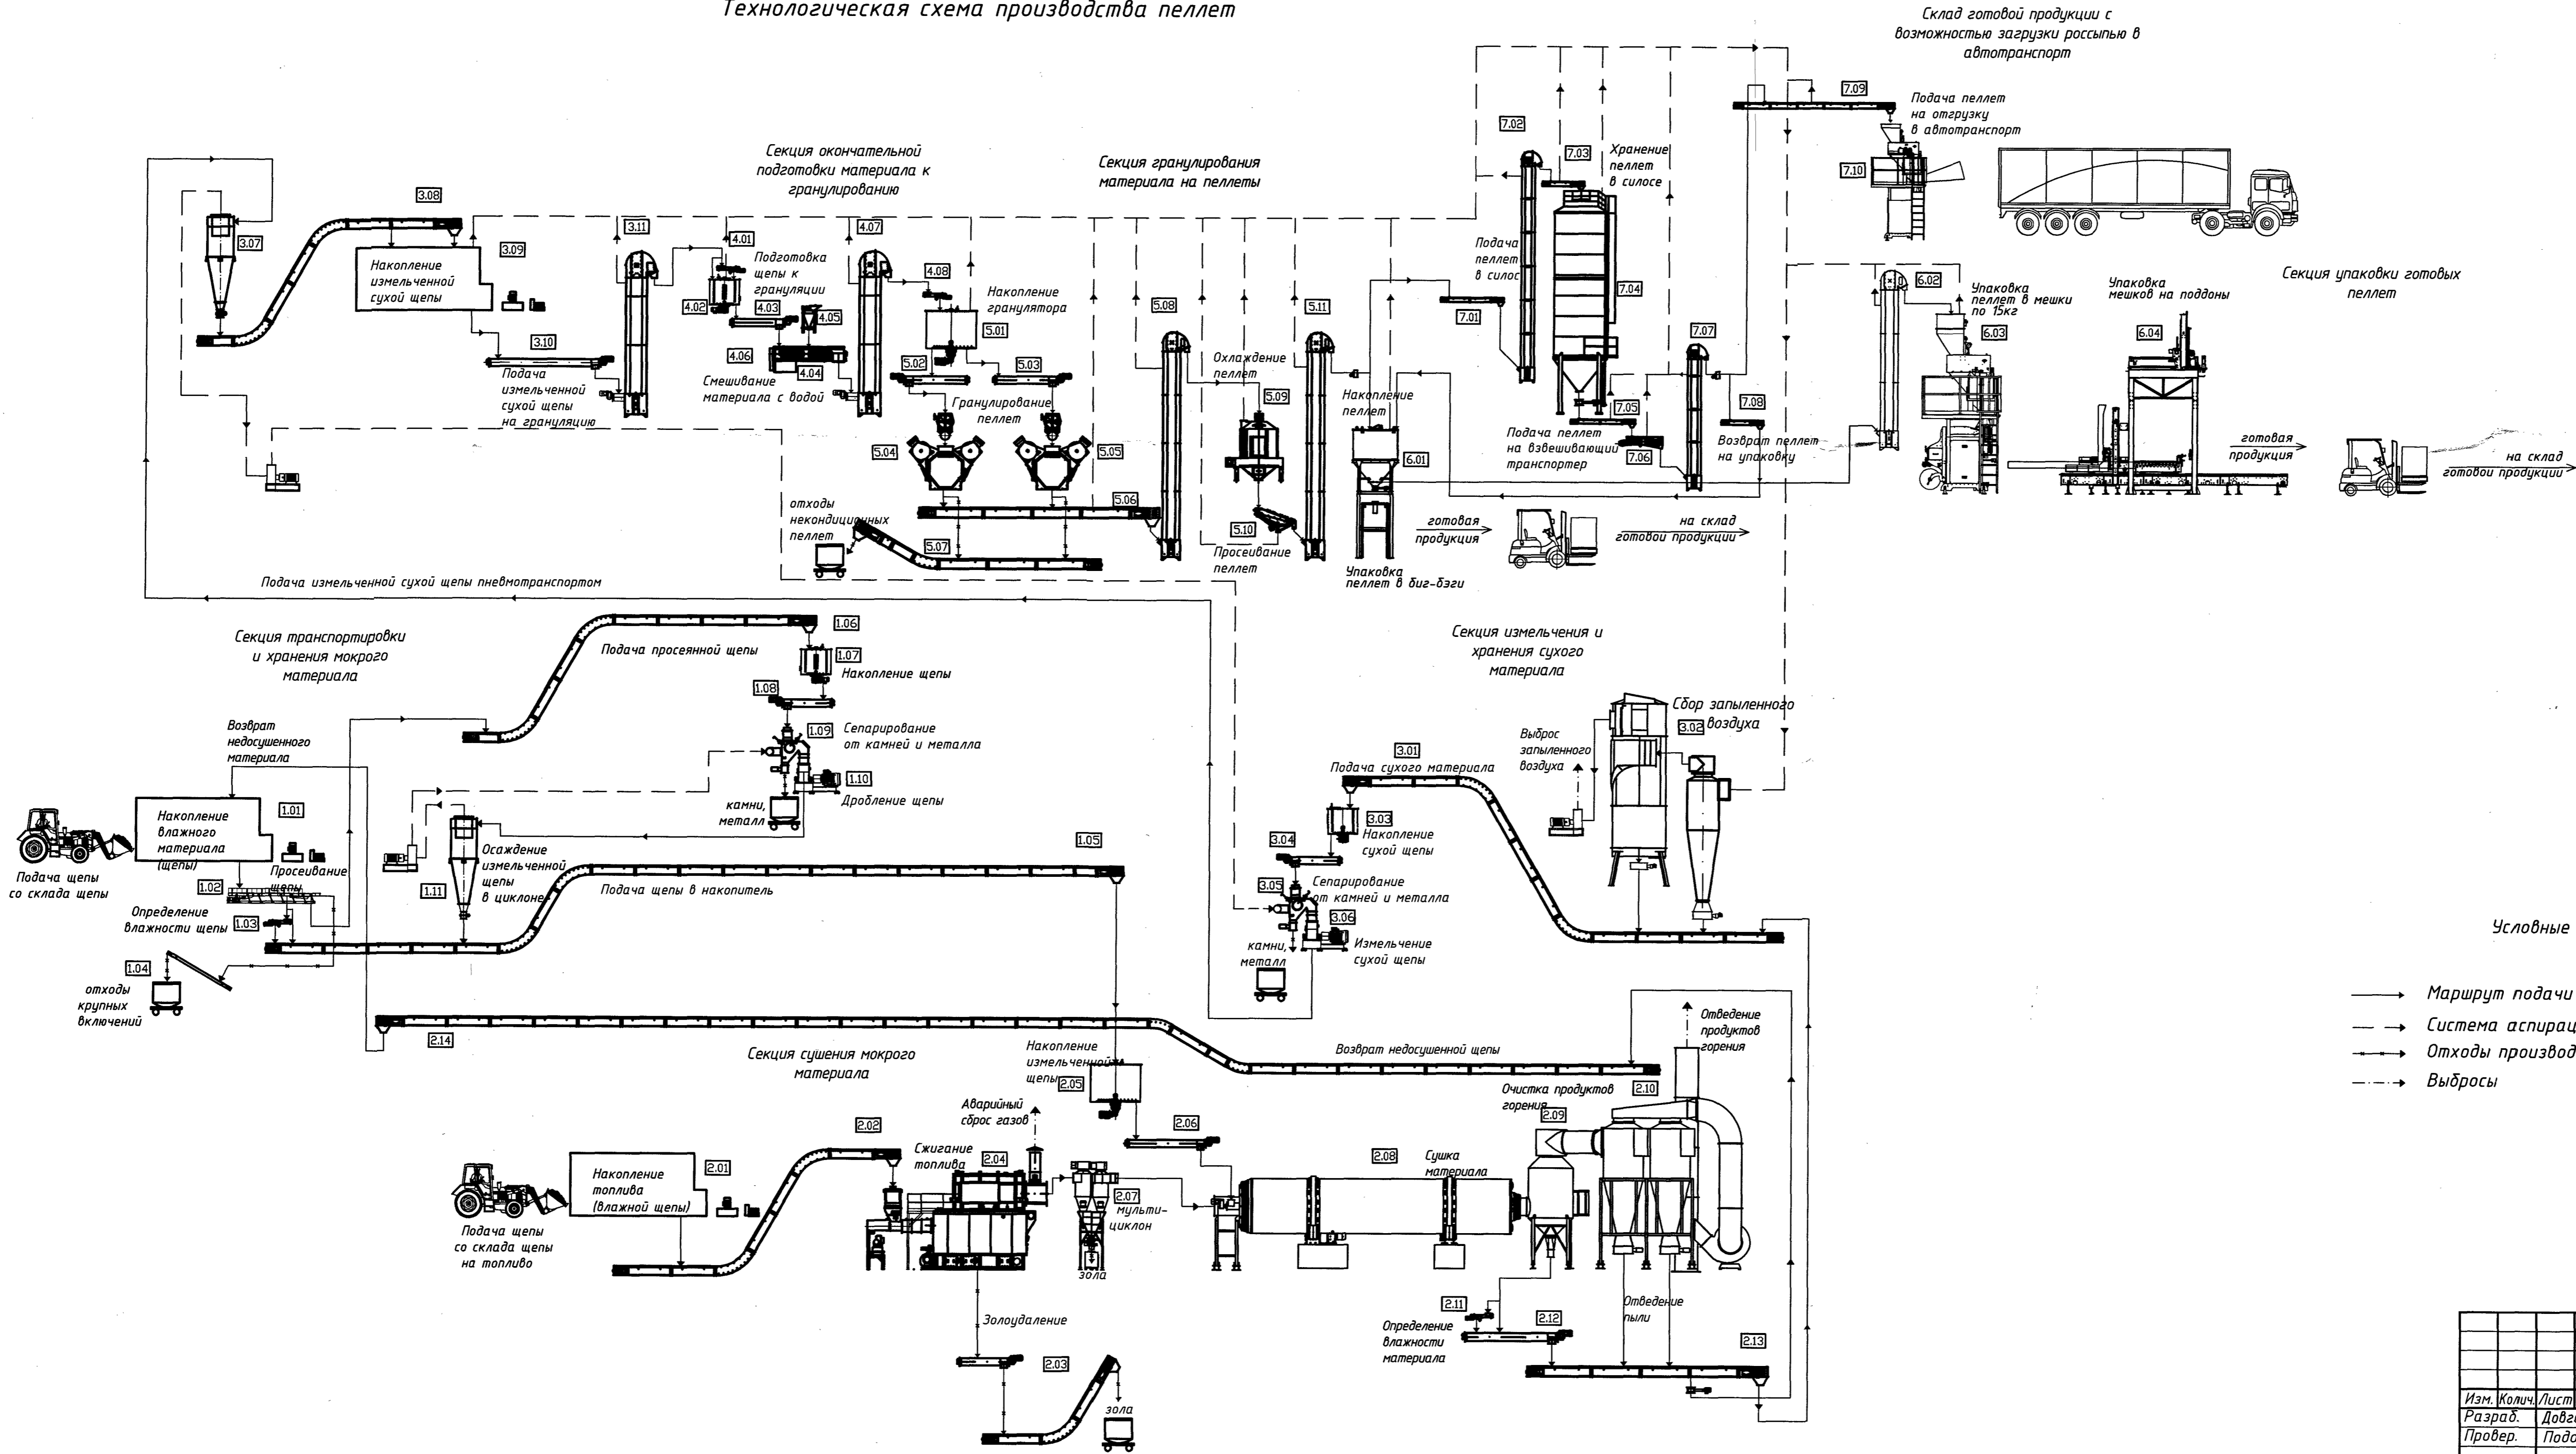 Технологическая схема производства пеллет
Склад готовой продукции с
возможностью загрузки россыпью в
автотранспорт
7.09
Подача пеллет
на отгрузку
в автотранспорт
7.10
7.02
7.03
Хранение
пеллет
в силосе
Секция окончательной
подготовки материала к
гранулированию
Секция гранулирования
материала на пеллеты
3.07
3.08
3.09
Накопление
измельченной
сухой щепы
3.10
Подача
измельченной
сухой щепы
на грануляцию
3.11
4.01
Подготовка
щепы к
грануляции
4.02
4.03
4.05
4.06
4.04
Смешивание
материала с водой
4.07
4.08
Накопление
гранулятора
5.01
5.02
5.03
Гранулирование
пеллет
5.04
5.05
5.06
5.07
отходы
некондиционных
пеллет
5.08
Охлаждение
пеллет
5.09
5.10
Просеивание
пеллет
5.11
Накопление
пеллет
6.01
Упаковка
пеллет в биг-бэги
готовая
продукция
на склад
готовой продукции
Подача
пеллет
в силос
7.01
7.04
7.05
7.06
Подача пеллет
на взвешивающий
транспортер
7.07
7.08
Возврат пеллет
на упаковку
6.02
Упаковка
пеллет в мешки
по 15кг
6.03
Упаковка
мешков на поддоны
6.04
Секция упаковки готовых
пеллет
готовая
продукция
на склад
готовой продукции
Подача измельченной сухой щепы пневмотранспортом
Секция транспортировки
и хранения мокрого
материала
Подача просеянной щепы
1.06
1.07
Накопление щепы
1.08
1.09
Сепарирование
от камней и металла
1.10
Дробление щепы
камни,
металл
Возврат
недосушенного
материала
Накопление
влажного
материала
(щепы)
1.01
Подача щепы
со склада щепы
1.02
Просеивание
щепы
Определение
влажности щепы
1.03
1.04
отходы
крупных
включений
1.11
Осаждение
измельченной
щепы
в циклоне
Подача щепы в накопитель
1.05
Секция измельчения и
хранения сухого
материала
3.01
Подача сухого материала
Выброс
запыленного
воздуха
Сбор запыленного
воздуха
3.02
3.03
Накопление
сухой щепы
3.04
3.05
Сепарирование
от камней и металла
3.06
Измельчение
сухой щепы
камни,
металл
2.14
Секция сушения мокрого
материала
Возврат недосушенной щепы
Отведение
продуктов
горения
Накопление
измельченной
щепы
2.05
2.06
Аварийный
сброс газов
2.01
Накопление
топлива
(влажной щепы)
Подача щепы
со склада щепы
на топливо
2.02
Сжигание
топлива
2.04
2.07
мульти-
циклон
зола
2.08
Сушка
материала
Очистка продуктов
горения
2.09
2.10
Золоудаление
2.03
зола
2.11
Определение
влажности
материала
2.12
Отведение
пыли
2.13
Условные
Маршрут подачи
Система аспирац
Отходы производ
Выбросы
Изм. Колич. Лист
Разраб. Довг
Провер. Подо